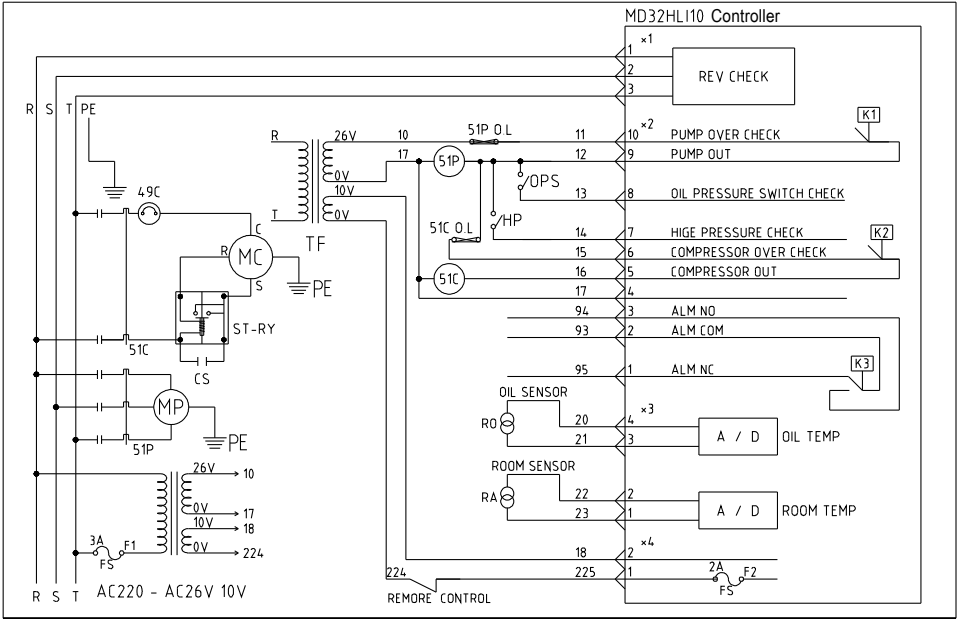 MD32HLI10 Controller
×1
1
2
3
REV CHECK
R S T PE
49C
C
R
MC
S
PE
ST-RY
51C
CS
MP
PE
51P
R
T
TF
26V
0V
10V
0V
10
17
51P O.L
51P
OPS
HP
51C O.L
51C
11 10 ×2 PUMP OVER CHECK
K1
12 9 PUMP OUT
13 8 OIL PRESSURE SWITCH CHECK
14 7 HIGE PRESSURE CHECK
K2
15 6 COMPRESSOR OVER CHECK
16 5 COMPRESSOR OUT
17 4
94 3 ALM NO
93 2 ALM COM
K3
95 1 ALM NC
OIL SENSOR
×3
RO
20 4
21 3
A / D
OIL TEMP
ROOM SENSOR
RA
22 2
23 1
A / D
ROOM TEMP
×4
18 2
224
225 1
2A
F2
FS
REMORE CONTROL
26V
10
0V
17
10V
18
0V
224
3A
F1
FS
R S T
AC220 - AC26V 10V